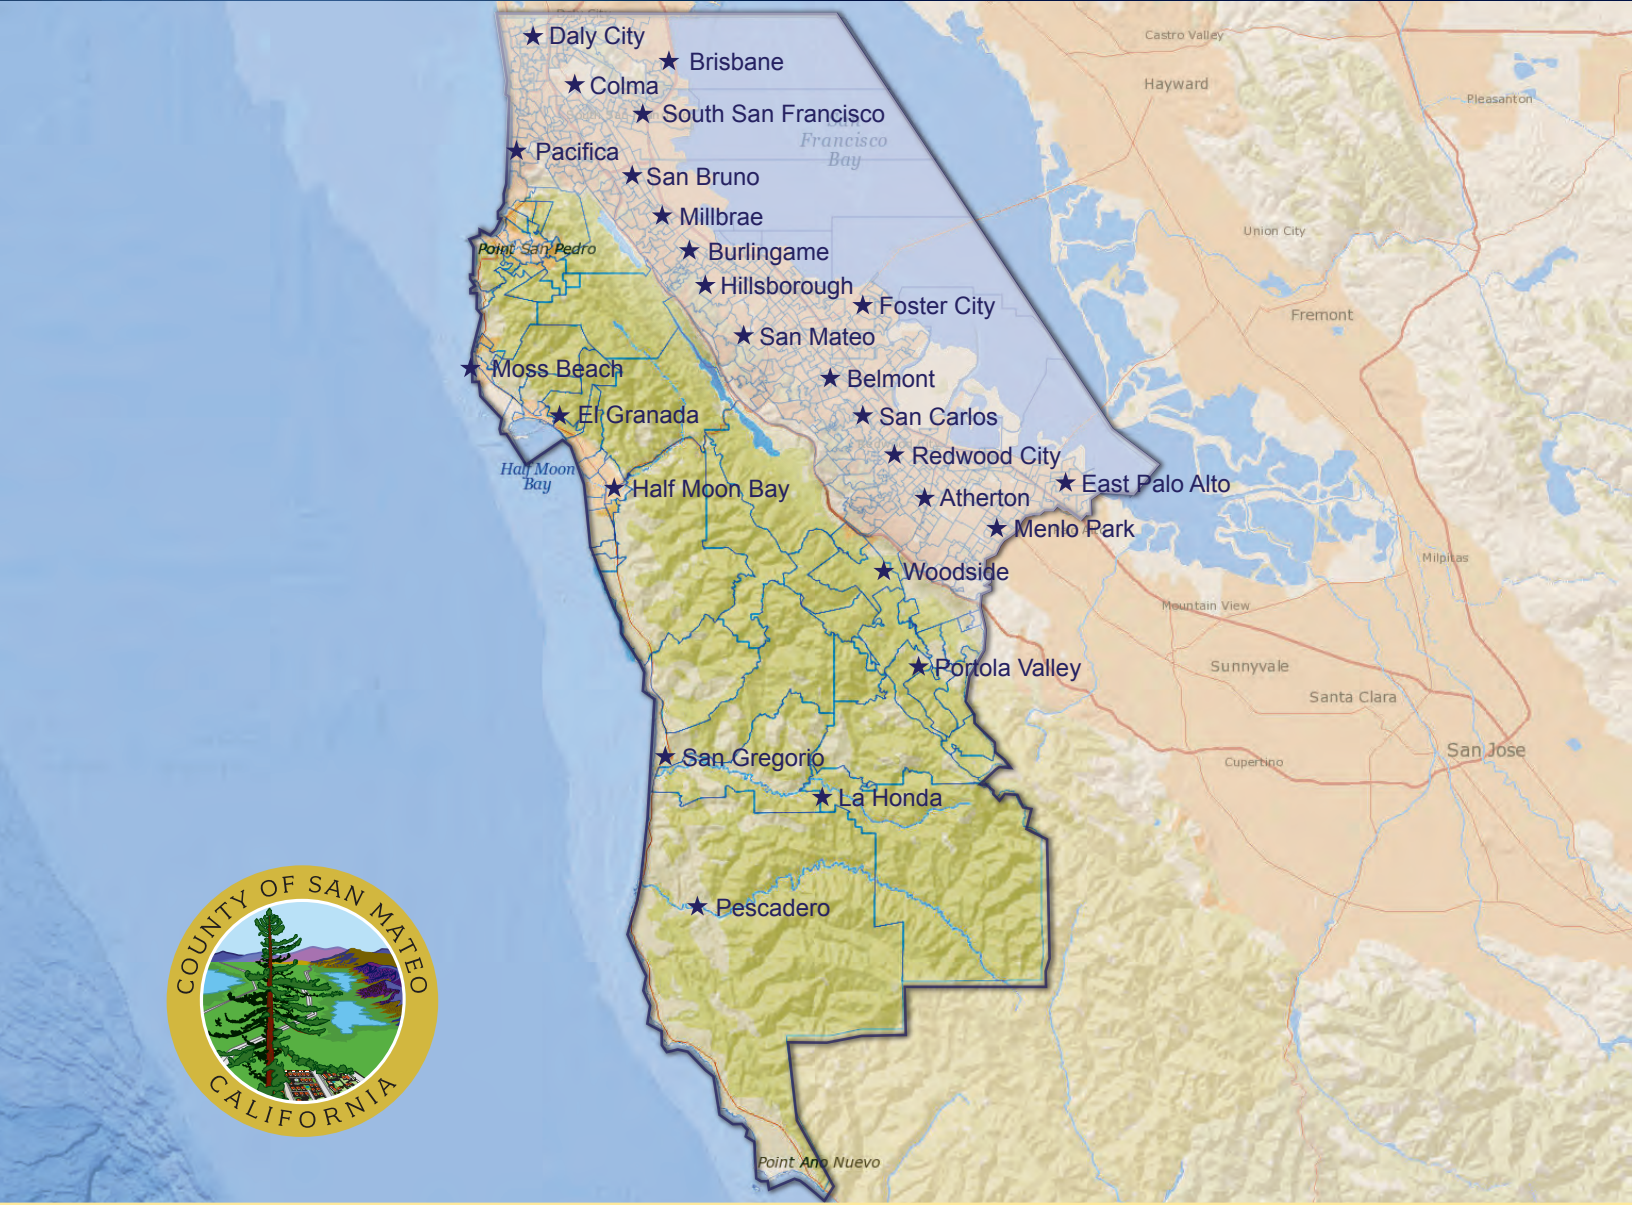 Daly City
Castro Valley
Brisbane
Hayward
Colma
Pleasanton
South San Francisco
San
Francisco
Bay
Pacifica
San Bruno
Millbrae
Union City
Point San Pedro
Burlingame
Hillsborough
Foster City
Fremont
San Mateo
Moss Beach
Belmont
El Granada
San Carlos
Redwood City
Half Moon
Bay
Half Moon Bay
East Palo Alto
Atherton
Menlo Park
Milpitas
Woodside
Mountain View
Portola Valley
Sunnyvale
Santa Clara
San Jose
San Gregorio
Cupertino
La Honda
Pescadero
COUNTY OF SAN MATEO
CALIFORNIA
Point Ano Nuevo